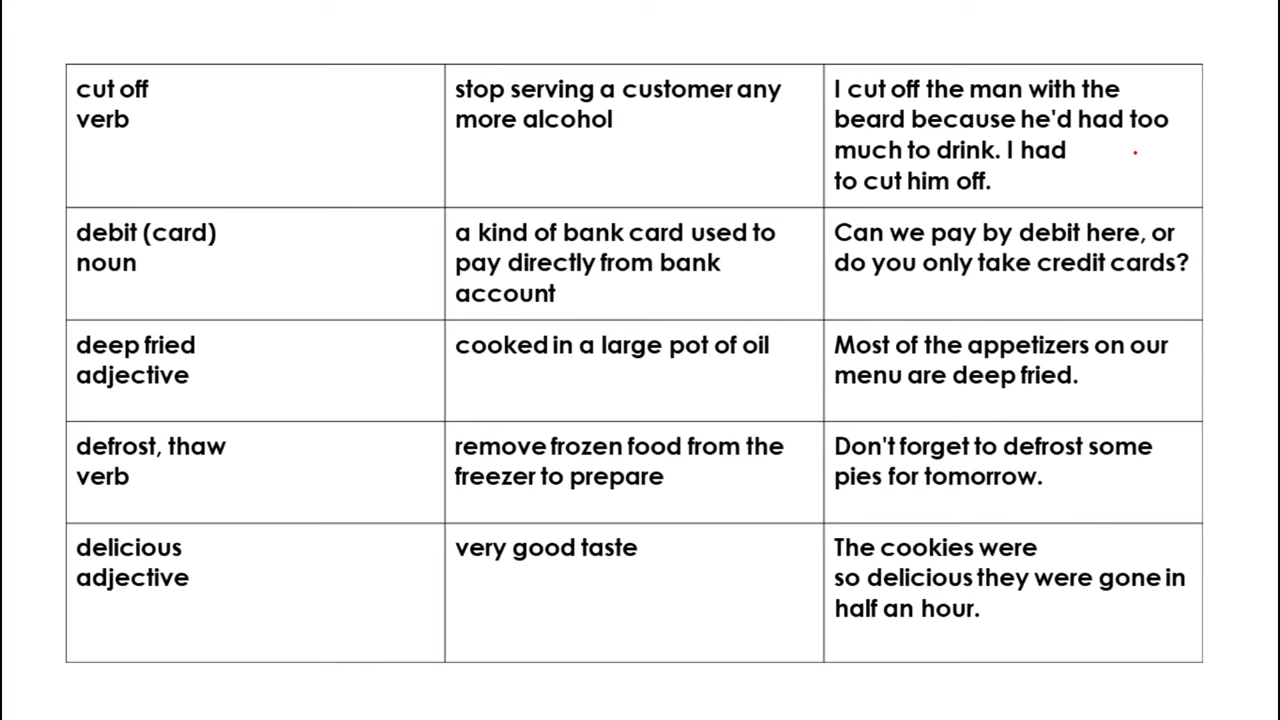 cut off
verb
stop serving a customer any
more alcohol
I cut off the man with the
beard because he'd had too
much to drink. I had
to cut him off.
debit (card)
noun
a kind of bank card used to
pay directly from bank
account
Can we pay by debit here, or
do you only take credit cards?
deep fried
adjective
cooked in a large pot of oil
Most of the appetizers on our
menu are deep fried.
defrost, thaw
verb
remove frozen food from the
freezer to prepare
Don't forget to defrost some
pies for tomorrow.
delicious
adjective
very good taste
The cookies were
so delicious they were gone in
half an hour.